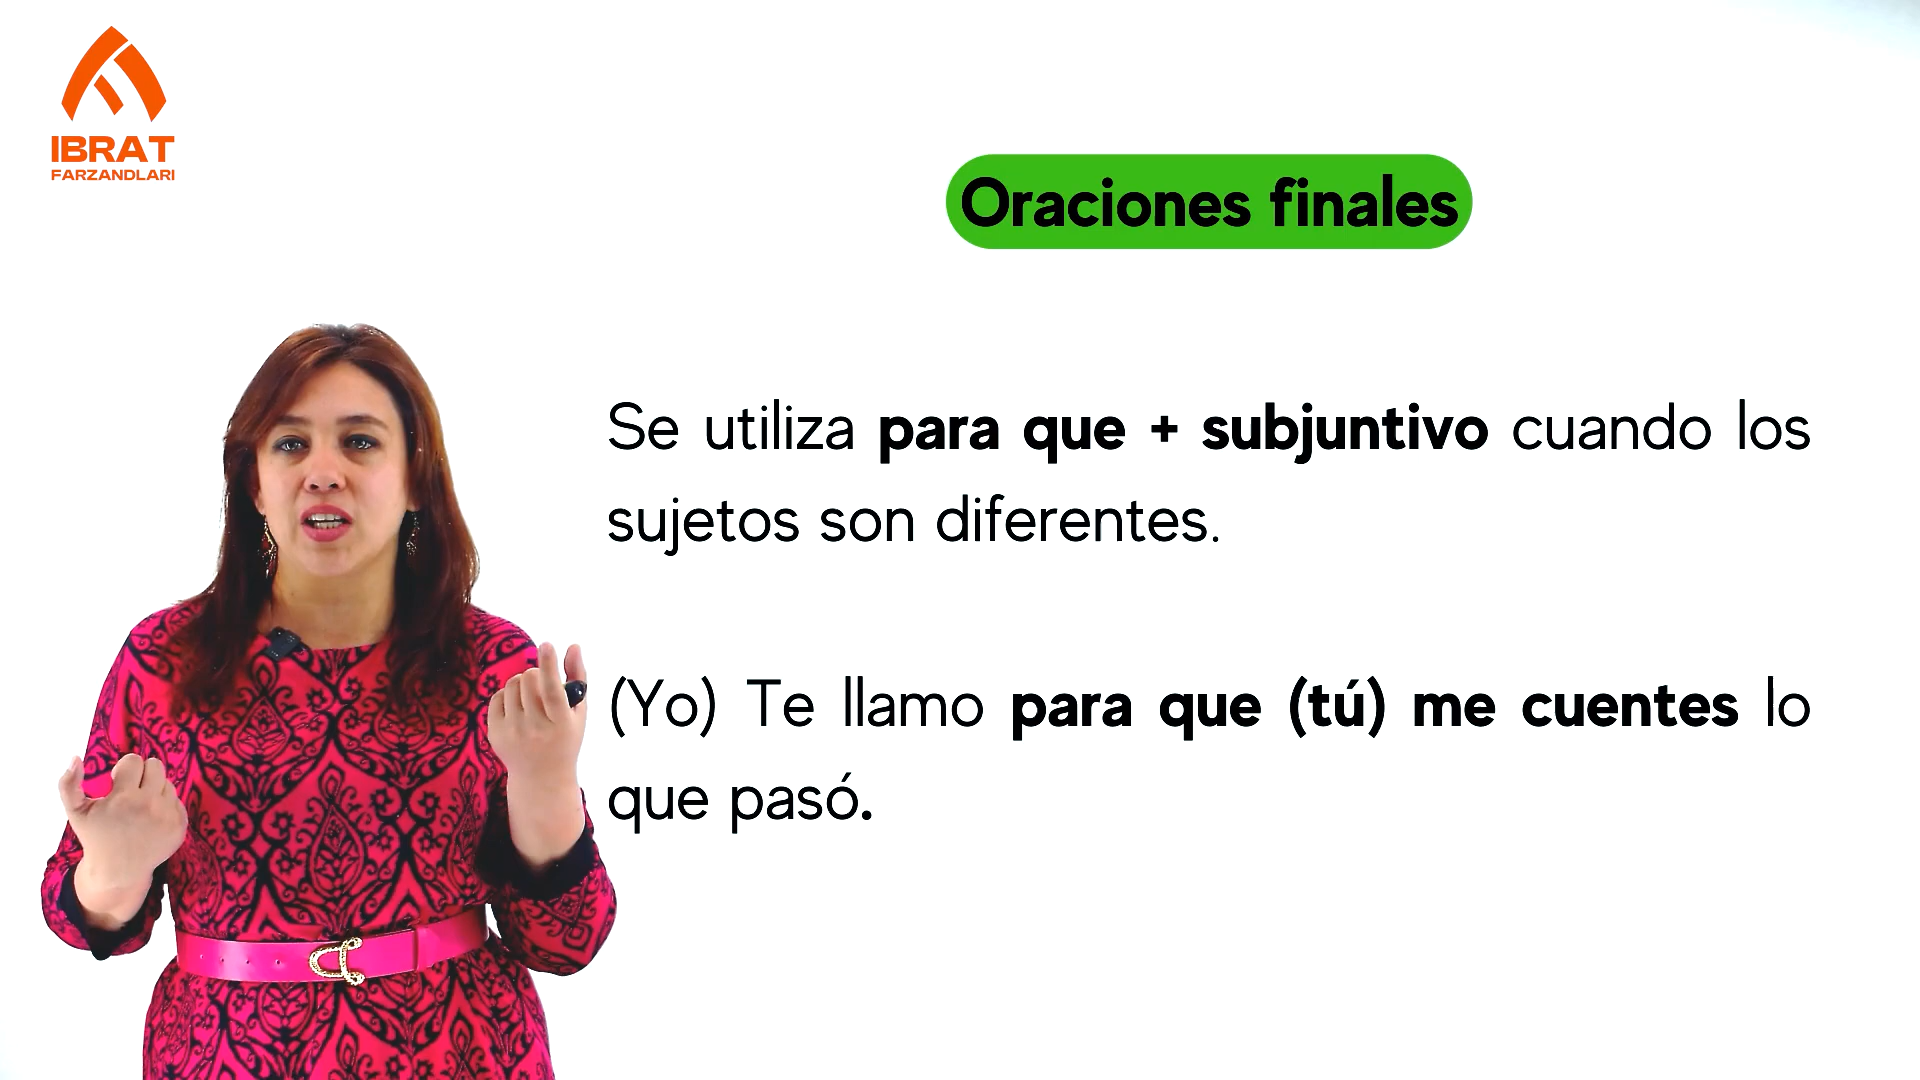 IBRAT
FARZANDLARI
Oraciones finales
Se utiliza para que + subjuntivo cuando los
sujetos son diferentes.
(Yo) Te llamo para que (tú) me cuentes lo
que pasó.